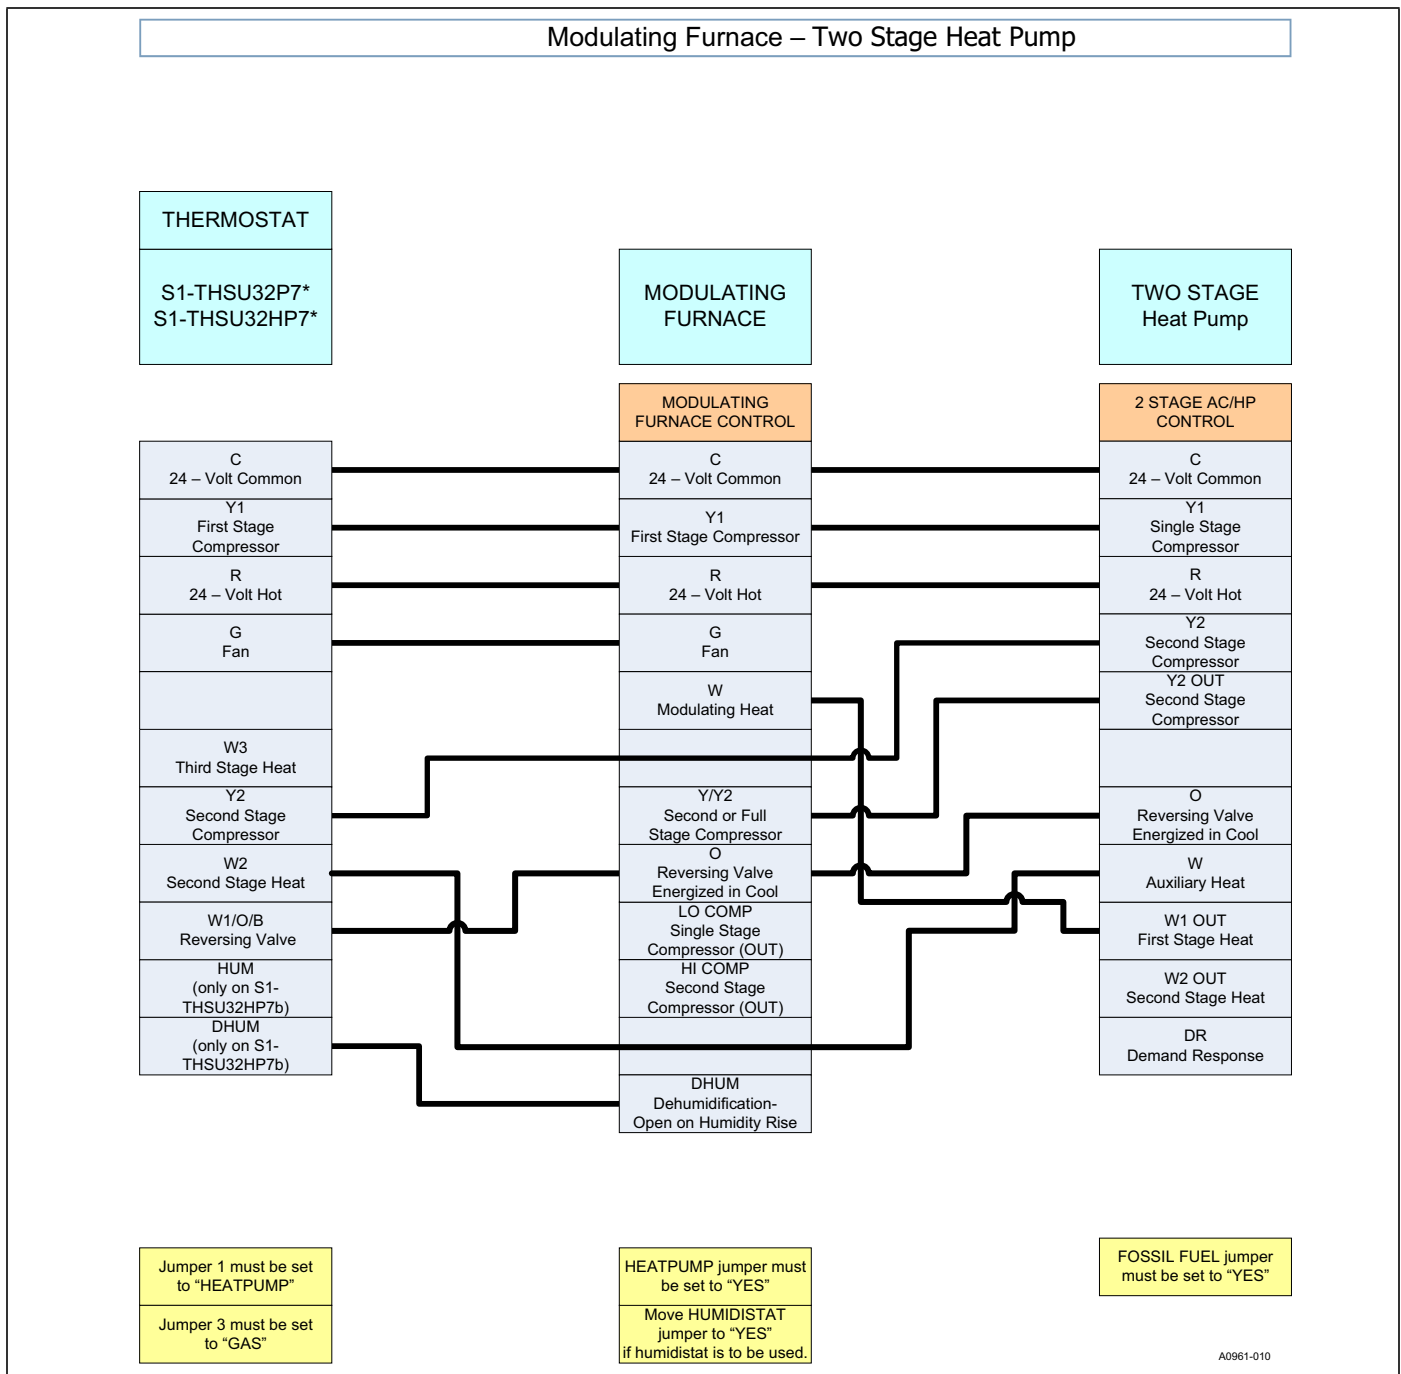 Modulating Furnace – Two Stage Heat Pump
THERMOSTAT
S1-THSU32P7*
S1-THSU32HP7*
MODULATING
FURNACE
TWO STAGE
Heat Pump
MODULATING
FURNACE CONTROL
2 STAGE AC/HP
CONTROL
C
24 – Volt Common
Y1
First Stage
Compressor
R
24 – Volt Hot
G
Fan
W3
Third Stage Heat
Y2
Second Stage
Compressor
W2
Second Stage Heat
W1/O/B
Reversing Valve
HUM
(only on S1-
THSU32HP7b)
DHUM
(only on S1-
THSU32HP7b)
C
24 – Volt Common
Y1
First Stage Compressor
R
24 – Volt Hot
G
Fan
W
Modulating Heat
Y/Y2
Second or Full
Stage Compressor
O
Reversing Valve
Energized in Cool
LO COMP
Single Stage
Compressor (OUT)
HI COMP
Second Stage
Compressor (OUT)
DHUM
Dehumidification-
Open on Humidity Rise
C
24 – Volt Common
Y1
Single Stage
Compressor
R
24 – Volt Hot
Y2
Second Stage
Compressor
Y2 OUT
Second Stage
Compressor
O
Reversing Valve
Energized in Cool
W
Auxiliary Heat
W1 OUT
First Stage Heat
W2 OUT
Second Stage Heat
DR
Demand Response
Jumper 1 must be set
to “HEATPUMP”
Jumper 3 must be set
to “GAS”
HEATPUMP jumper must
be set to “YES”
Move HUMIDISTAT
jumper to “YES”
if humidistat is to be used.
FOSSIL FUEL jumper
must be set to “YES”
A0961-010